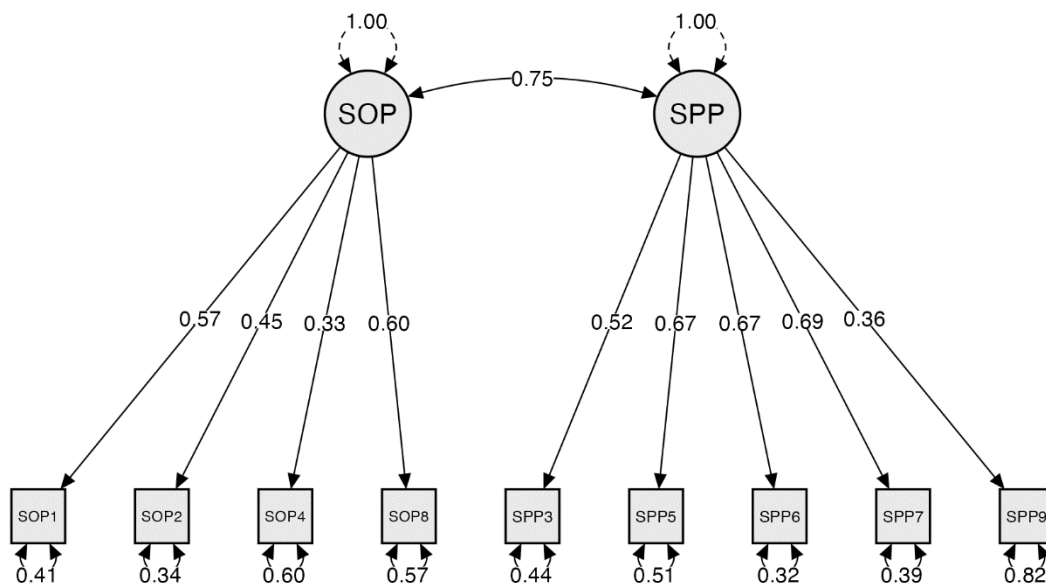 1.00 1.00
0.75
SOP SPP
0.57 0.45 0.33 0.60 0.52 0.67 0.67 0.69 0.36
SOP1 SOP2 SOP4 SOP8 SPP3 SPP5 SPP6 SPP7 SPP9
0.41 0.34 0.60 0.57 0.44 0.51 0.32 0.39 0.82